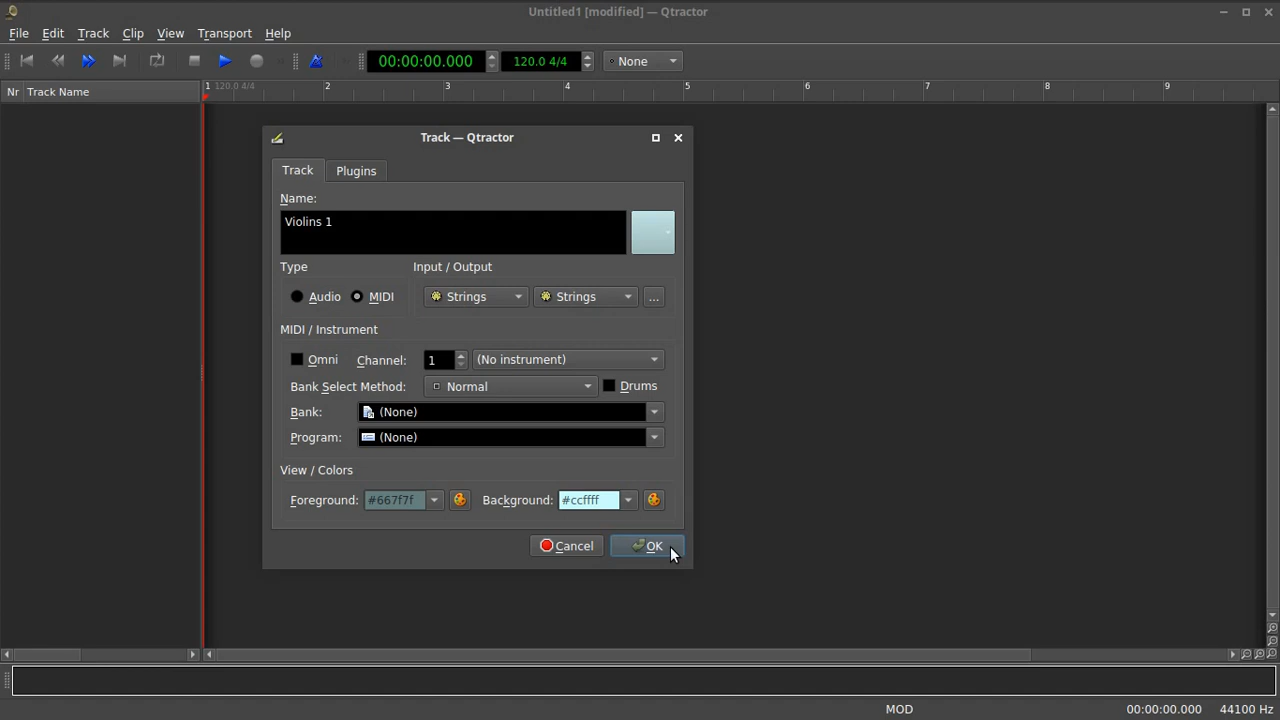 Untitled1 [modified] — Qtractor
File Edit Track Clip View Transport Help
00:00:00.000 120.0 4/4 None
Nr Track Name 1 120.0 4/4 2 3 4 5 6 7 8 9
Track — Qtractor
Track Plugins
Name:
Violins 1
Type Input / Output
Audio MIDI Strings Strings ...
MIDI / Instrument
Omni Channel: 1 (No instrument)
Bank Select Method: Normal Drums
Bank: (None)
Program: (None)
View / Colors
Foreground: #667f7f Background: #ccffff
Cancel OK
MOD 00:00:00.000 44100 Hz